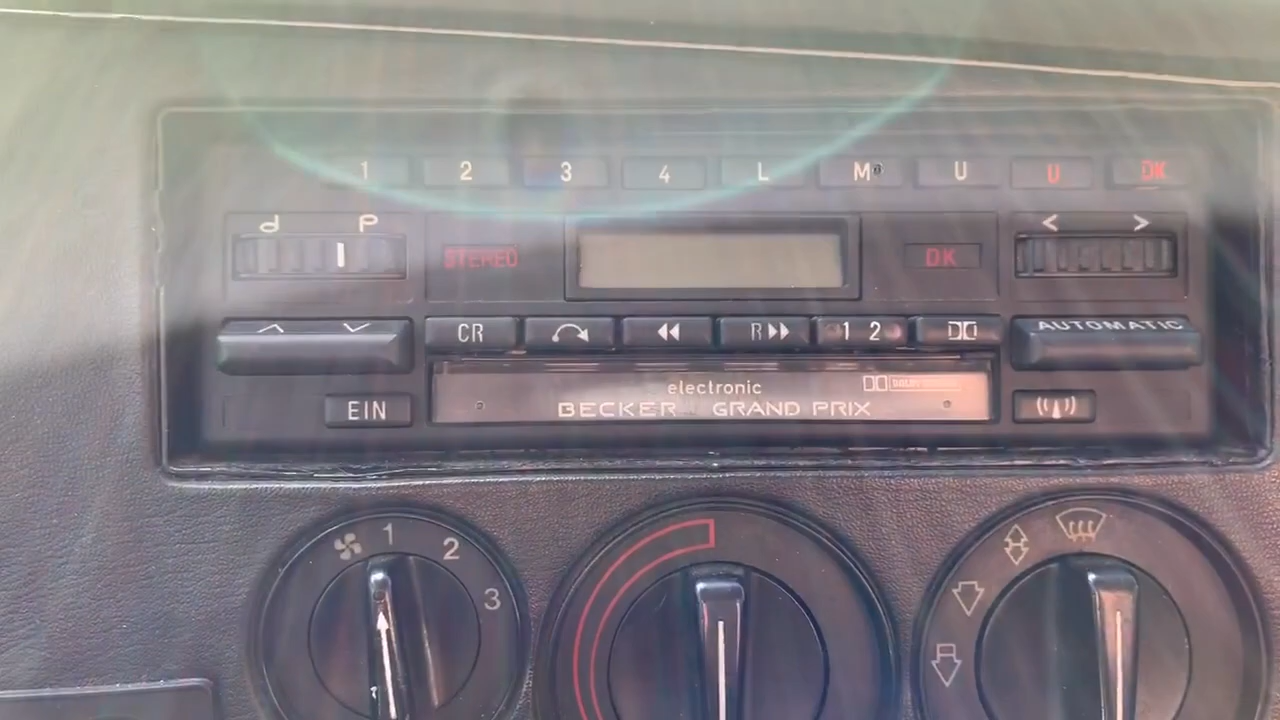 1 2 3 4 L M U U DK
d P < >
STEREO DK
CR R 1 2 AUTOMATIC
electronic
EIN BECKER GRAND PRIX
1 2 3